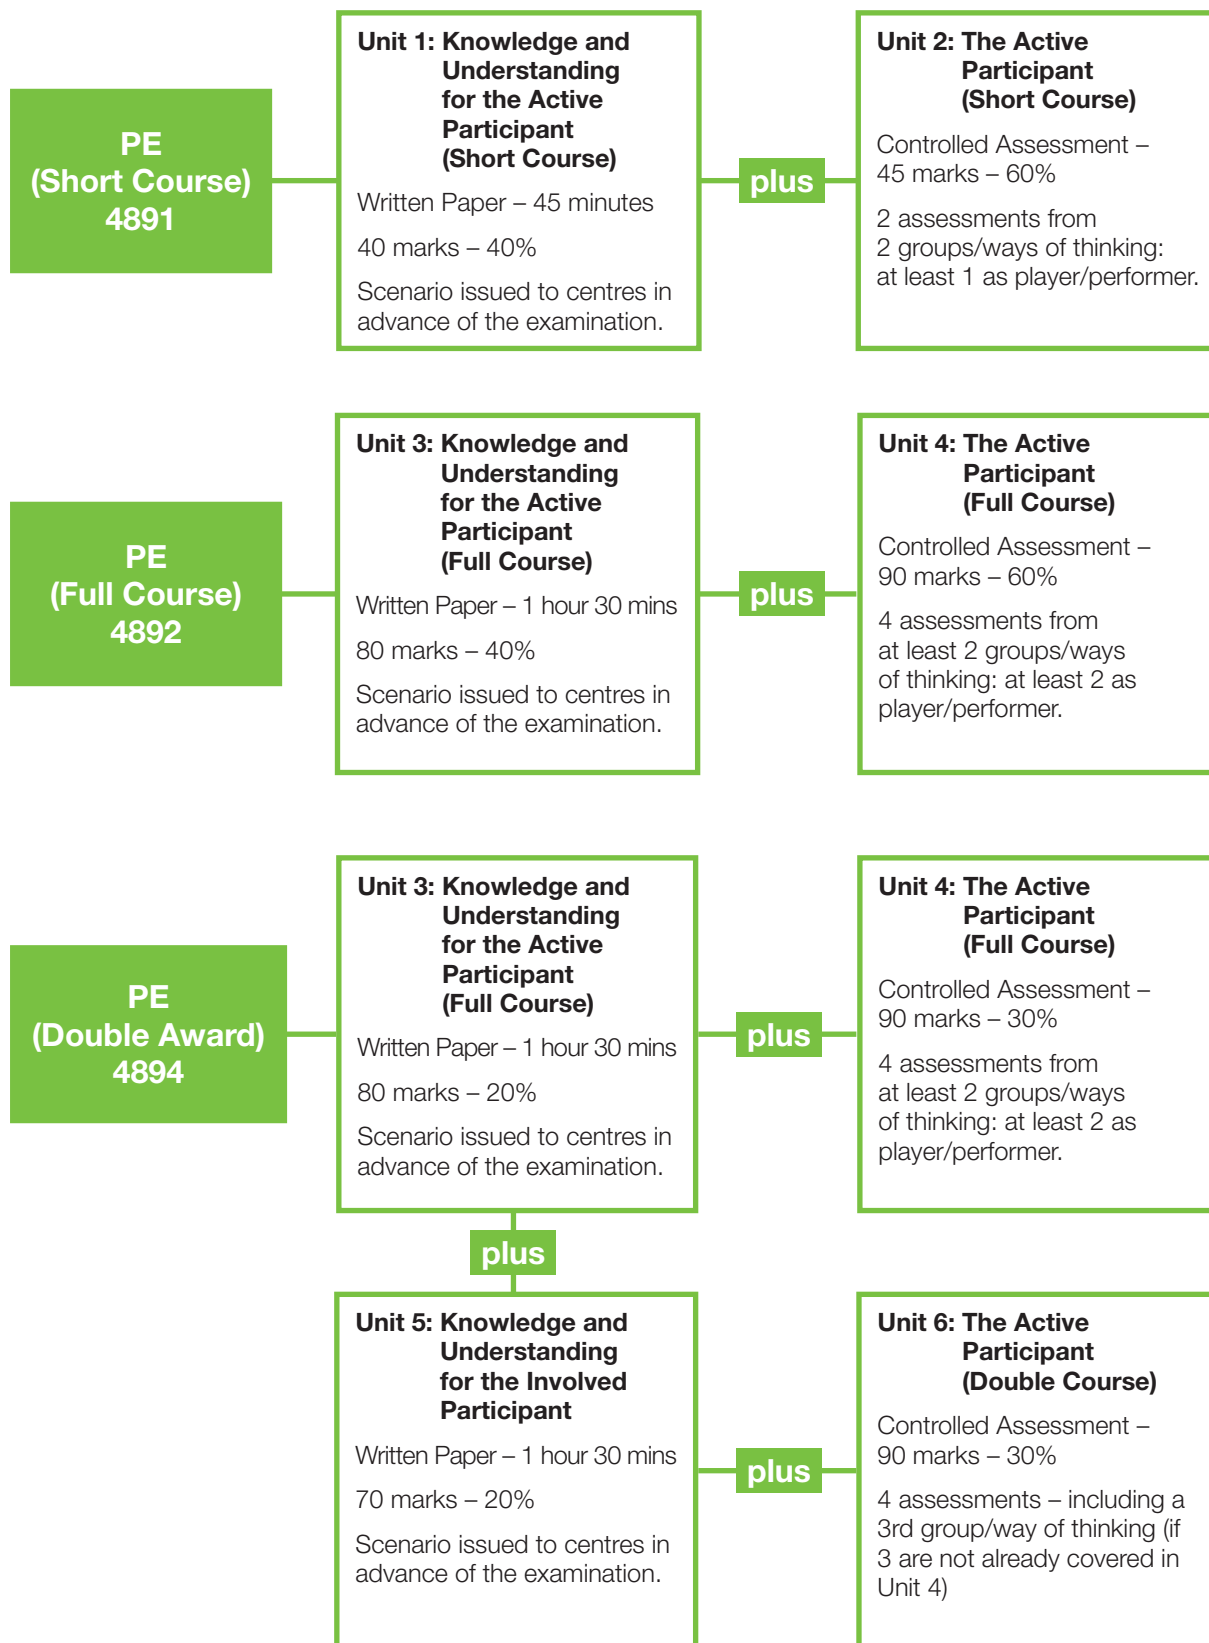 PE
(Short Course)
4891
Unit 1: Knowledge and
Understanding
for the Active
Participant
(Short Course)
Written Paper – 45 minutes
40 marks – 40%
Scenario issued to centres in
advance of the examination.
plus
Unit 2: The Active
Participant
(Short Course)
Controlled Assessment –
45 marks – 60%
2 assessments from
2 groups/ways of thinking:
at least 1 as player/performer.
PE
(Full Course)
4892
Unit 3: Knowledge and
Understanding
for the Active
Participant
(Full Course)
Written Paper – 1 hour 30 mins
80 marks – 40%
Scenario issued to centres in
advance of the examination.
plus
Unit 4: The Active
Participant
(Full Course)
Controlled Assessment –
90 marks – 60%
4 assessments from
at least 2 groups/ways
of thinking: at least 2 as
player/performer.
PE
(Double Award)
4894
Unit 3: Knowledge and
Understanding
for the Active
Participant
(Full Course)
Written Paper – 1 hour 30 mins
80 marks – 20%
Scenario issued to centres in
advance of the examination.
plus
Unit 4: The Active
Participant
(Full Course)
Controlled Assessment –
90 marks – 30%
4 assessments from
at least 2 groups/ways
of thinking: at least 2 as
player/performer.
plus
Unit 5: Knowledge and
Understanding
for the Involved
Participant
Written Paper – 1 hour 30 mins
70 marks – 20%
Scenario issued to centres in
advance of the examination.
plus
Unit 6: The Active
Participant
(Double Course)
Controlled Assessment –
90 marks – 30%
4 assessments – including a
3rd group/way of thinking (if
3 are not already covered in
Unit 4)